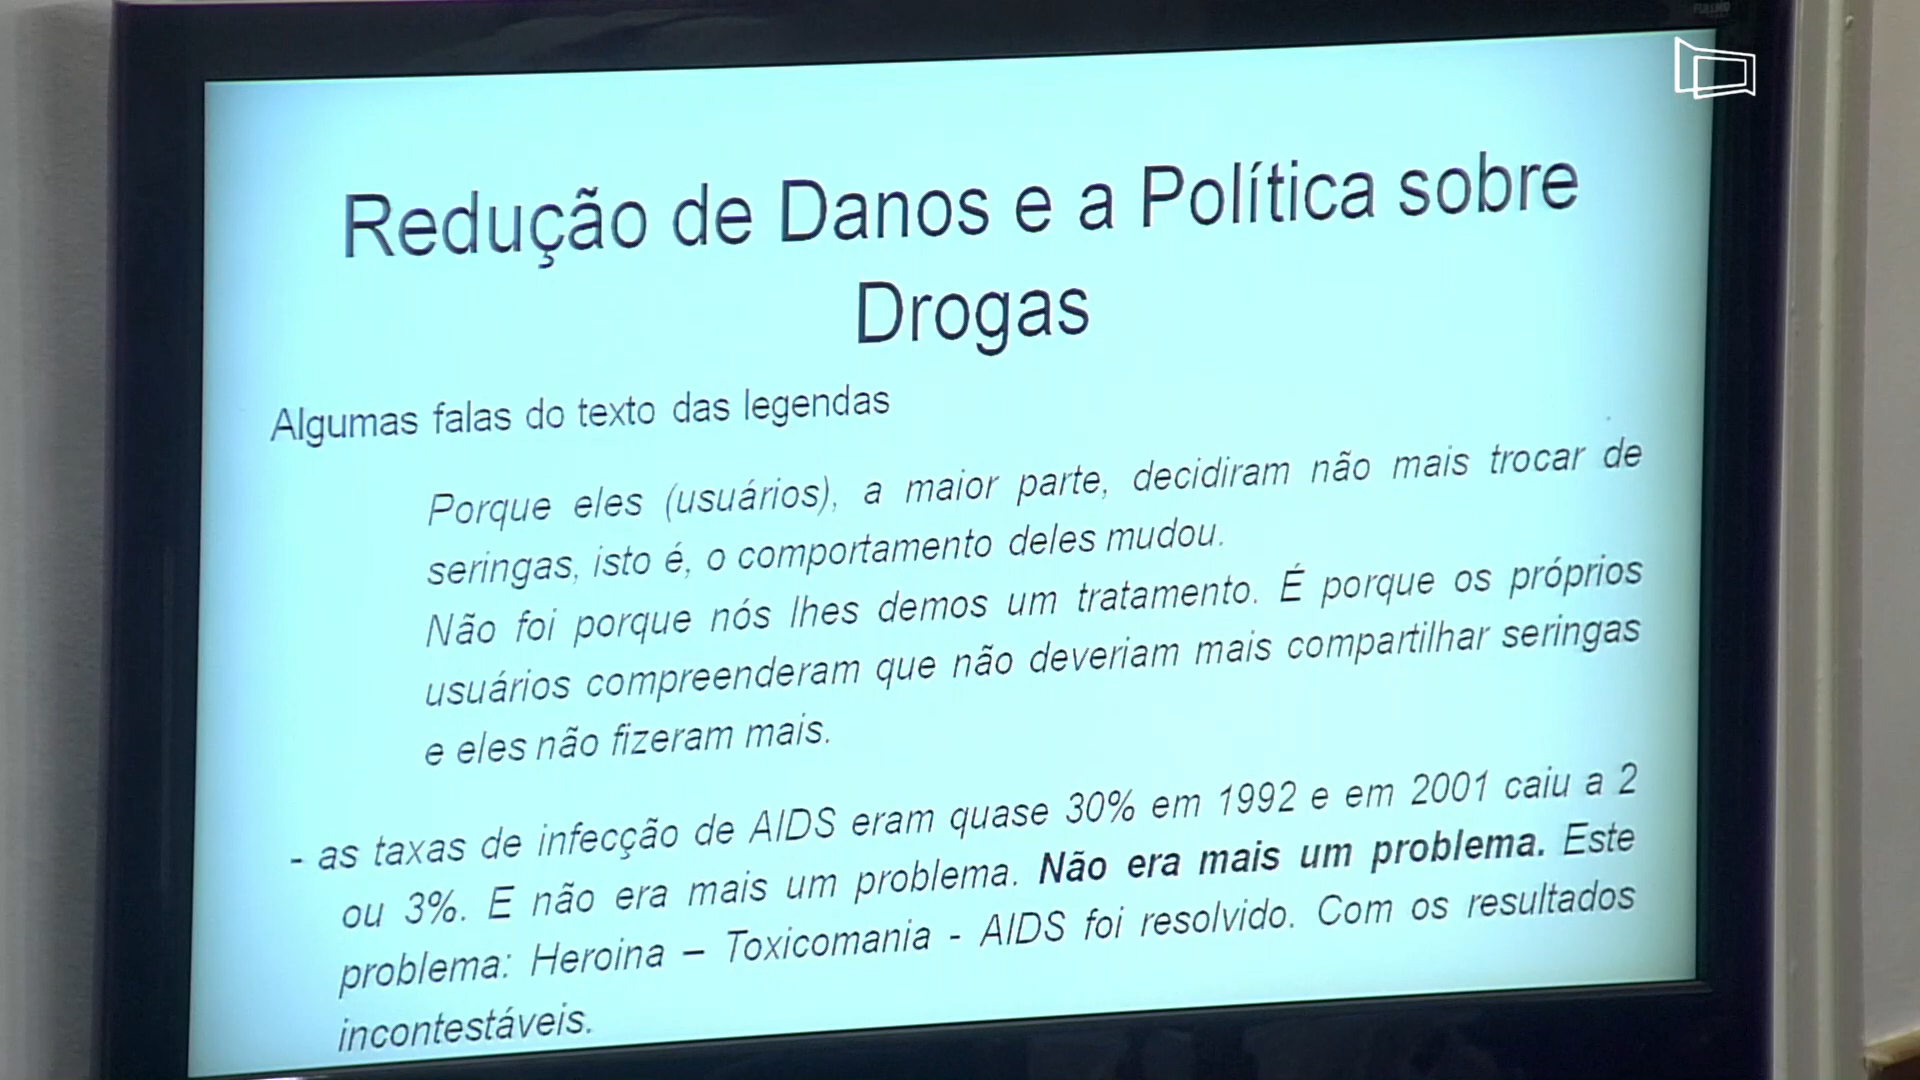 Redução de Danos e a Política sobre
Drogas
Algumas falas do texto das legendas
Porque eles (usuários), a maior parte, decidiram não mais trocar de
seringas, isto é, o comportamento deles mudou.
Não foi porque nós lhes demos um tratamento. É porque os próprios
usuários compreenderam que não deveriam mais compartilhar seringas
e eles não fizeram mais.
- as taxas de infecção de AIDS eram quase 30% em 1992 e em 2001 caiu a 2
ou 3%. E não era mais um problema. Não era mais um problema. Este
problema: Heroina – Toxicomania - AIDS foi resolvido. Com os resultados
incontestáveis.